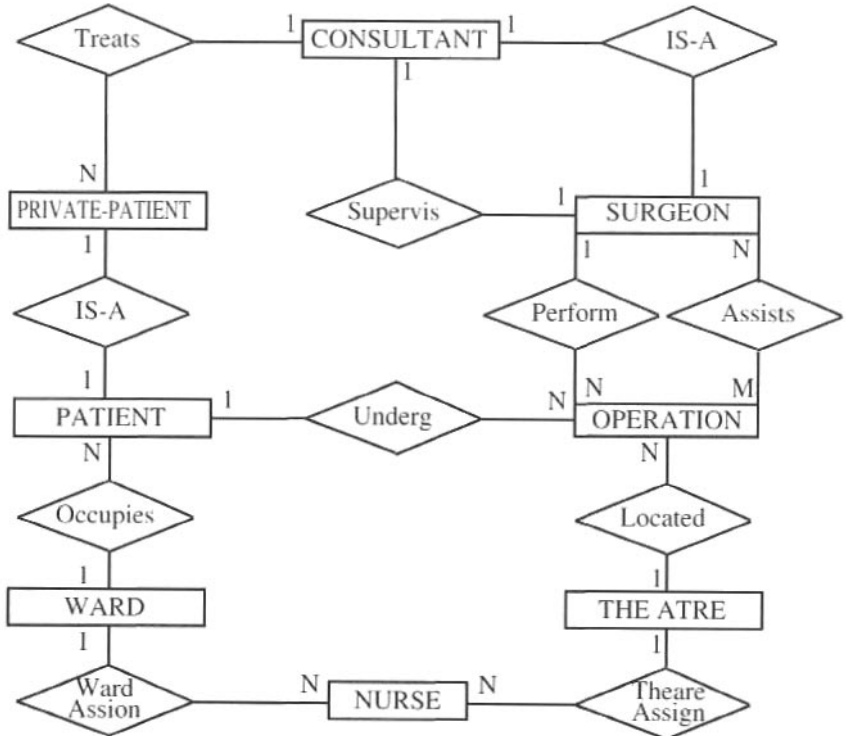 Treats
1
CONSULTANT
1
IS-A
1
N
1
PRIVATE-PATIENT
Supervis
1
SURGEON
1
1
N
IS-A
Perform
Assists
1
N
M
PATIENT
1
Underg
N
OPERATION
N
N
Occupies
Located
1
1
WARD
THE ATRE
1
1
Ward
Assion
N
NURSE
N
Theare
Assign